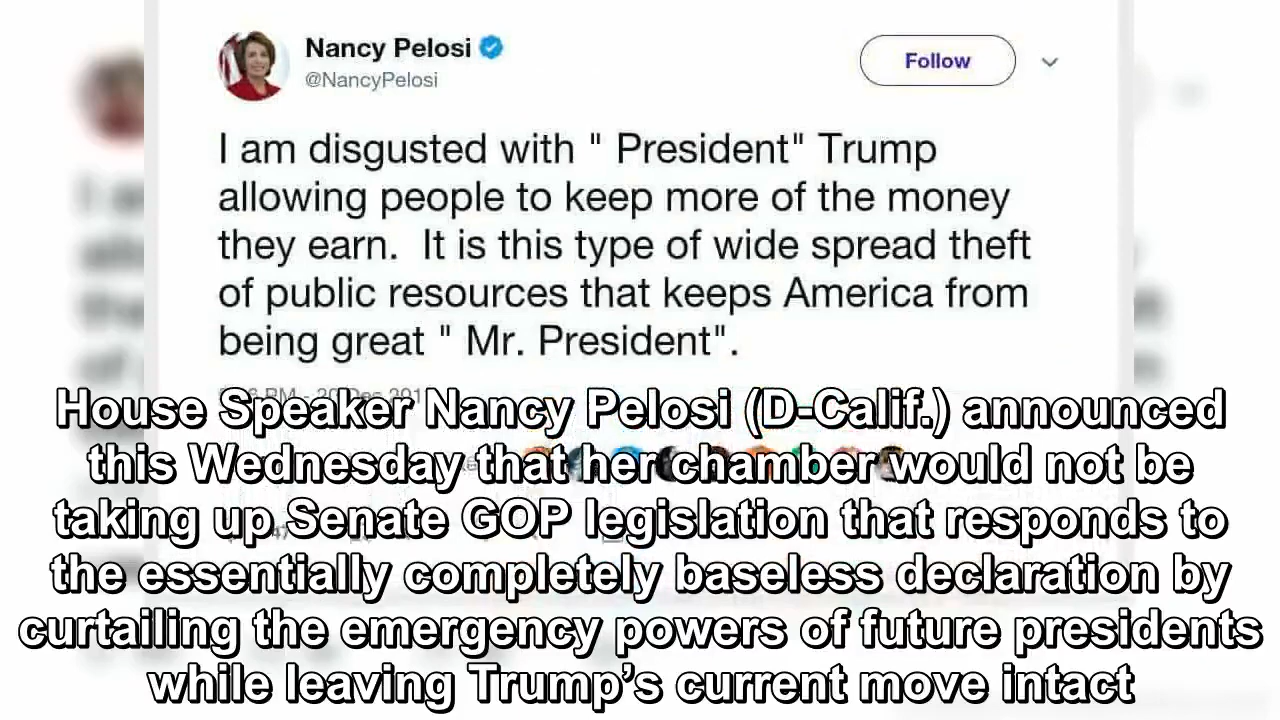 Nancy Pelosi
@NancyPelosi
Follow
I am disgusted with " President" Trump
allowing people to keep more of the money
they earn.  It is this type of wide spread theft
of public resources that keeps America from
being great " Mr. President".
PM - 20 Dec 201
House Speaker Nancy Pelosi (D-Calif.) announced
this Wednesday that her chamber would not be
taking up Senate GOP legislation that responds to
the essentially completely baseless declaration by
curtailing the emergency powers of future presidents
while leaving Trump’s current move intact